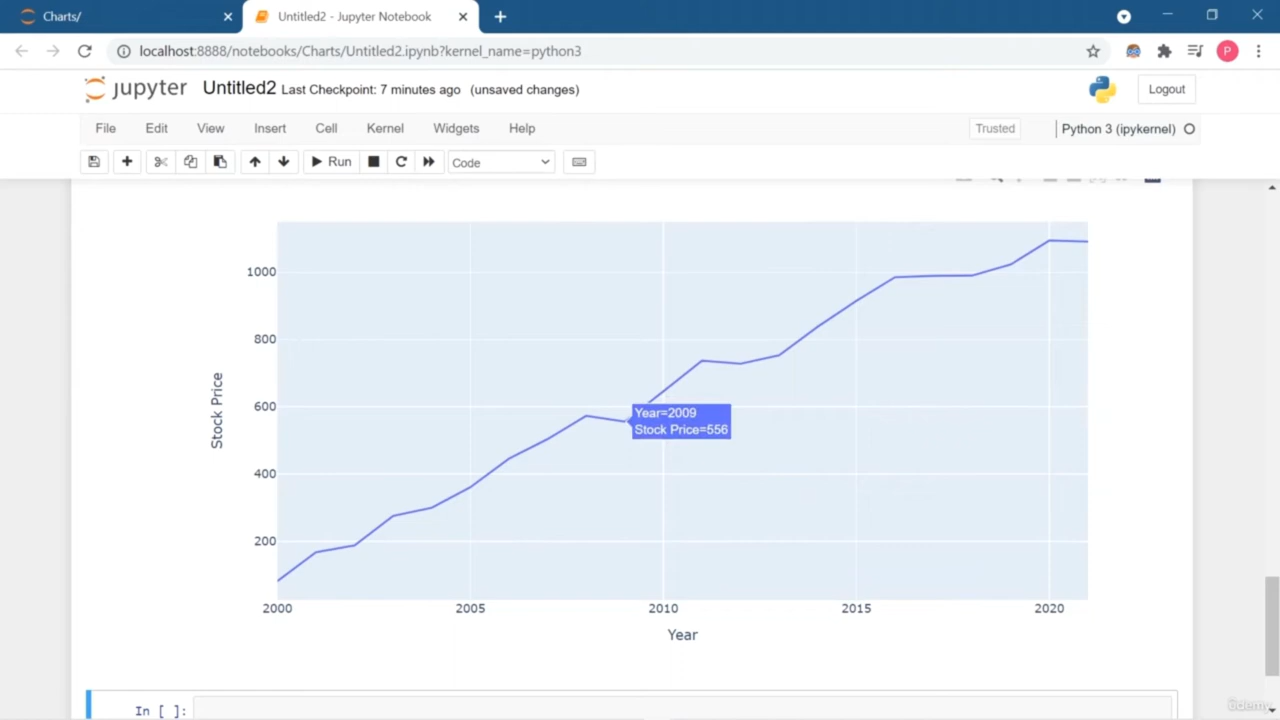 Charts/
Untitled2 - Jupyter Notebook
localhost:8888/notebooks/Charts/Untitled2.ipynb?kernel_name=python3
P
jupyter Untitled2 Last Checkpoint: 7 minutes ago (unsaved changes)
Logout
File Edit View Insert Cell Kernel Widgets Help
Trusted Python 3 (ipykernel)
Run Code
1000
800
600
400
200
Stock Price
Year=2009
Stock Price=556
2000 2005 2010 2015 2020
Year
In [ ]:
ûdemy